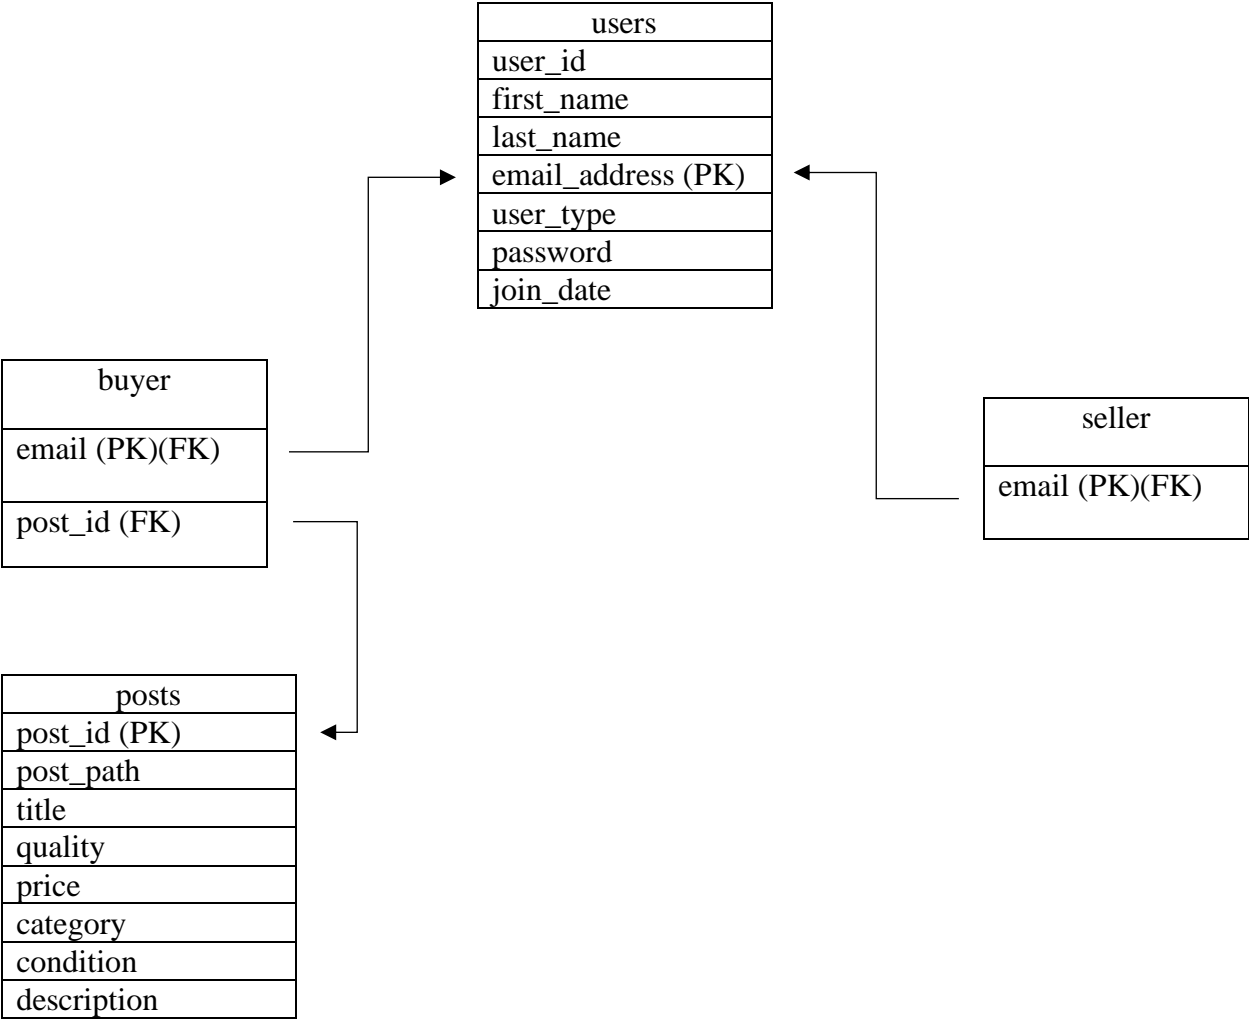 users
user_id
first_name
last_name
email_address (PK)
user_type
password
join_date
buyer
email (PK)(FK)
post_id (FK)
seller
email (PK)(FK)
posts
post_id (PK)
post_path
title
quality
price
category
condition
description